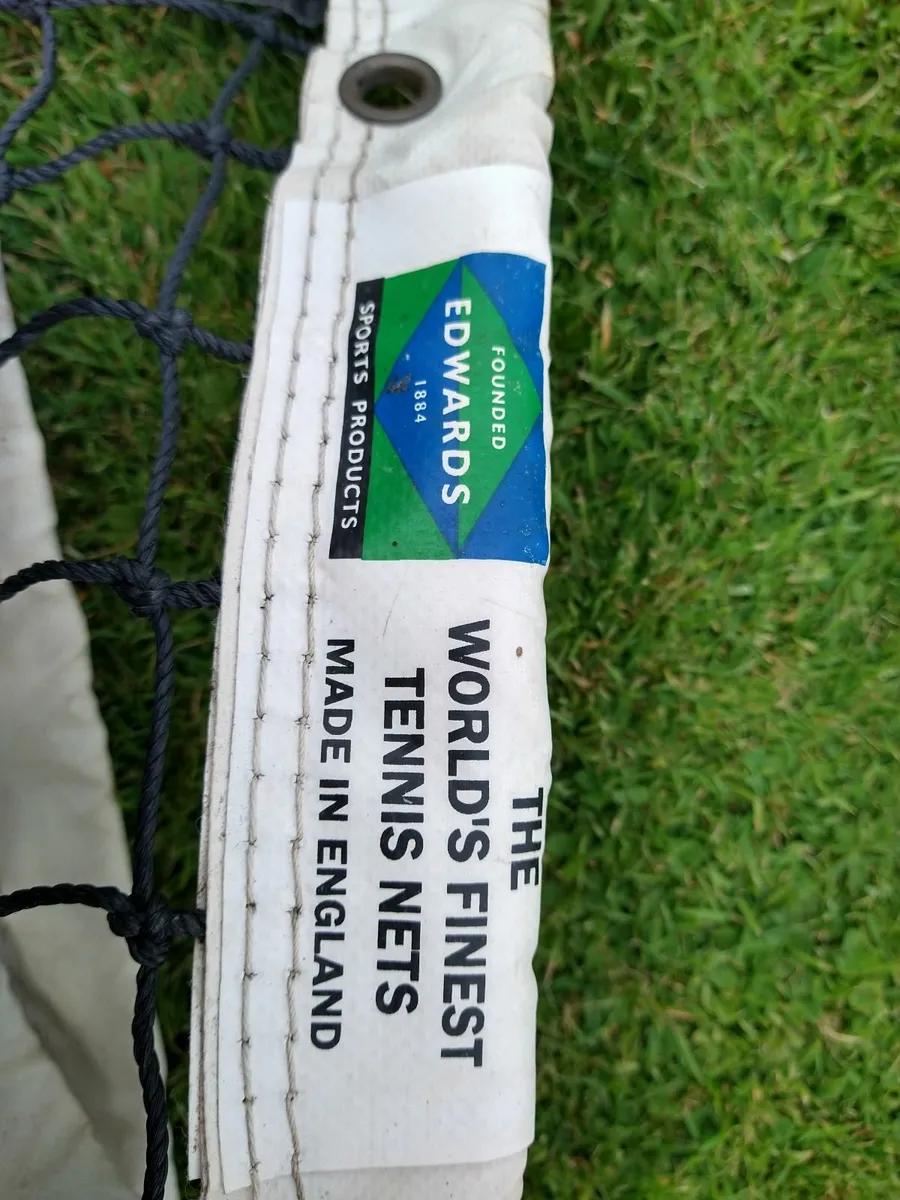 FOUNDED
EDWARDS
1884
SPORTS PRODUCTS
THE
WORLD'S FINEST
TENNIS NETS
MADE IN ENGLAND